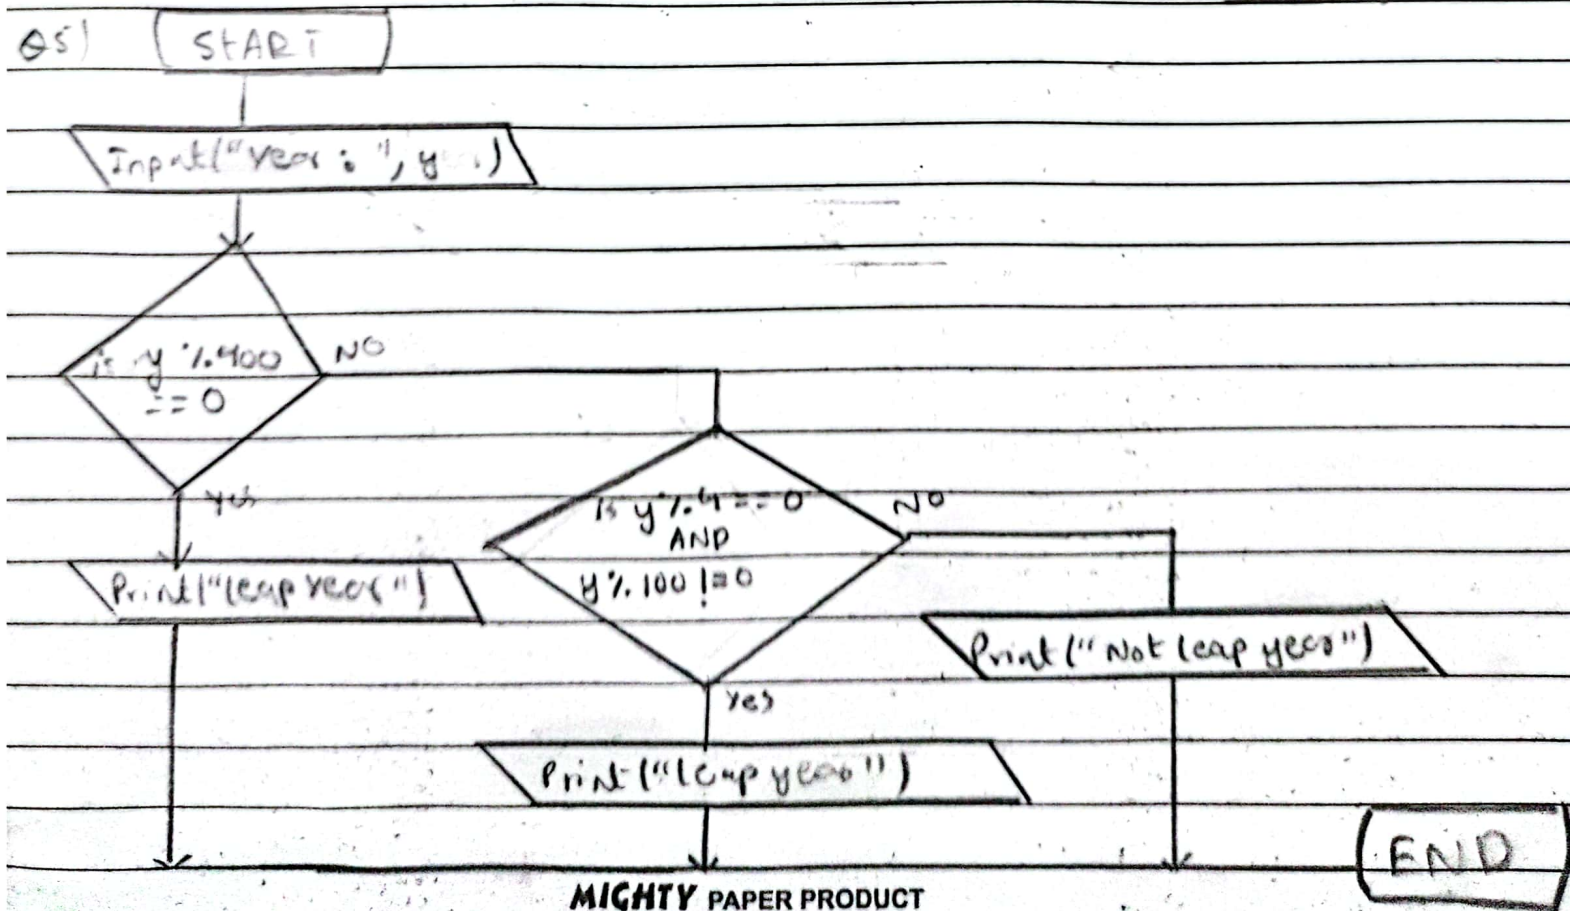 Q5)
START
Input("Year : ", y
NO
is y % 400
== 0
yes
is y % 4 == 0
NO
AND
y % 100 != 0
Print("leap year")
Print("Not leap year")
Yes
Print("leap year")
END
MIGHTY PAPER PRODUCT